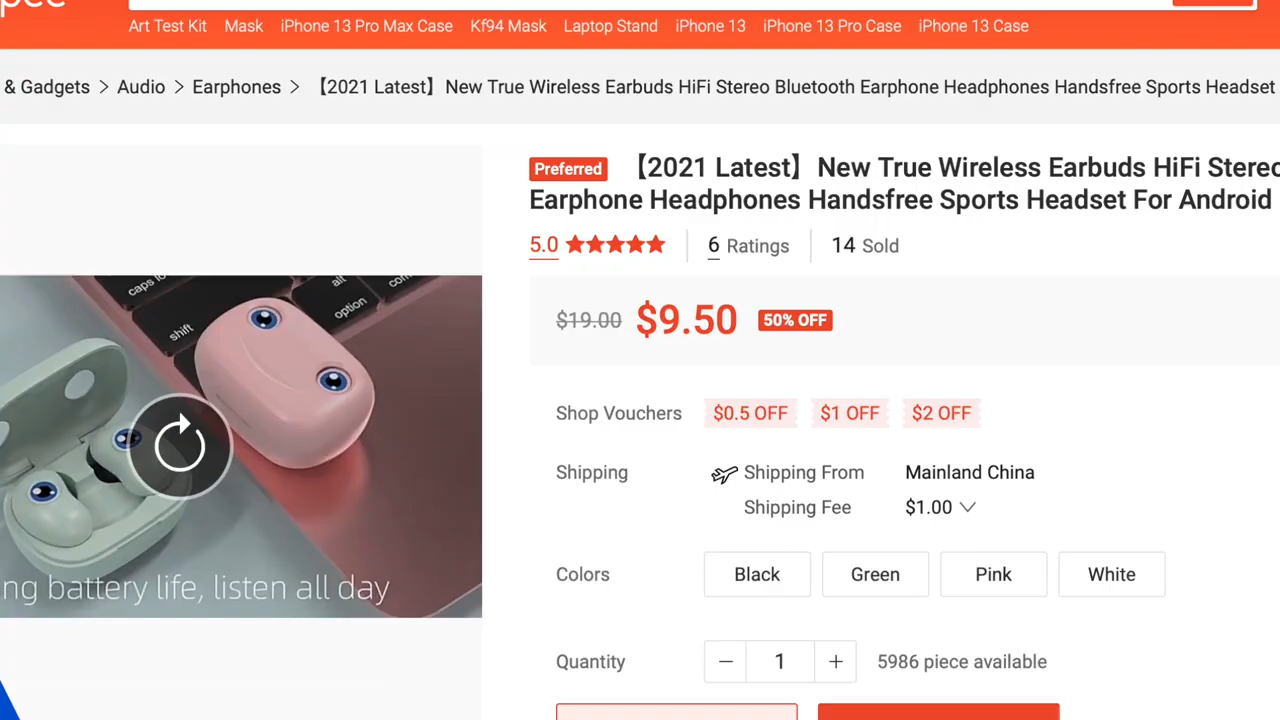 pee
Art Test Kit Mask iPhone 13 Pro Max Case Kf94 Mask Laptop Stand iPhone 13 iPhone 13 Pro Case iPhone 13 Case
& Gadgets > Audio > Earphones > 【2021 Latest】New True Wireless Earbuds HiFi Stereo Bluetooth Earphone Headphones Handsfree Sports Headset
Preferred 【2021 Latest】New True Wireless Earbuds HiFi Stereo
Earphone Headphones Handsfree Sports Headset For Android
5.0 6 Ratings 14 Sold
$19.00 $9.50 50% OFF
Shop Vouchers $0.5 OFF $1 OFF $2 OFF
Shipping Shipping From Mainland China
Shipping Fee $1.00
Colors Black Green Pink White
Quantity − 1 + 5986 piece available
caps lo
alt
com
shift
option
ng battery life, listen all day